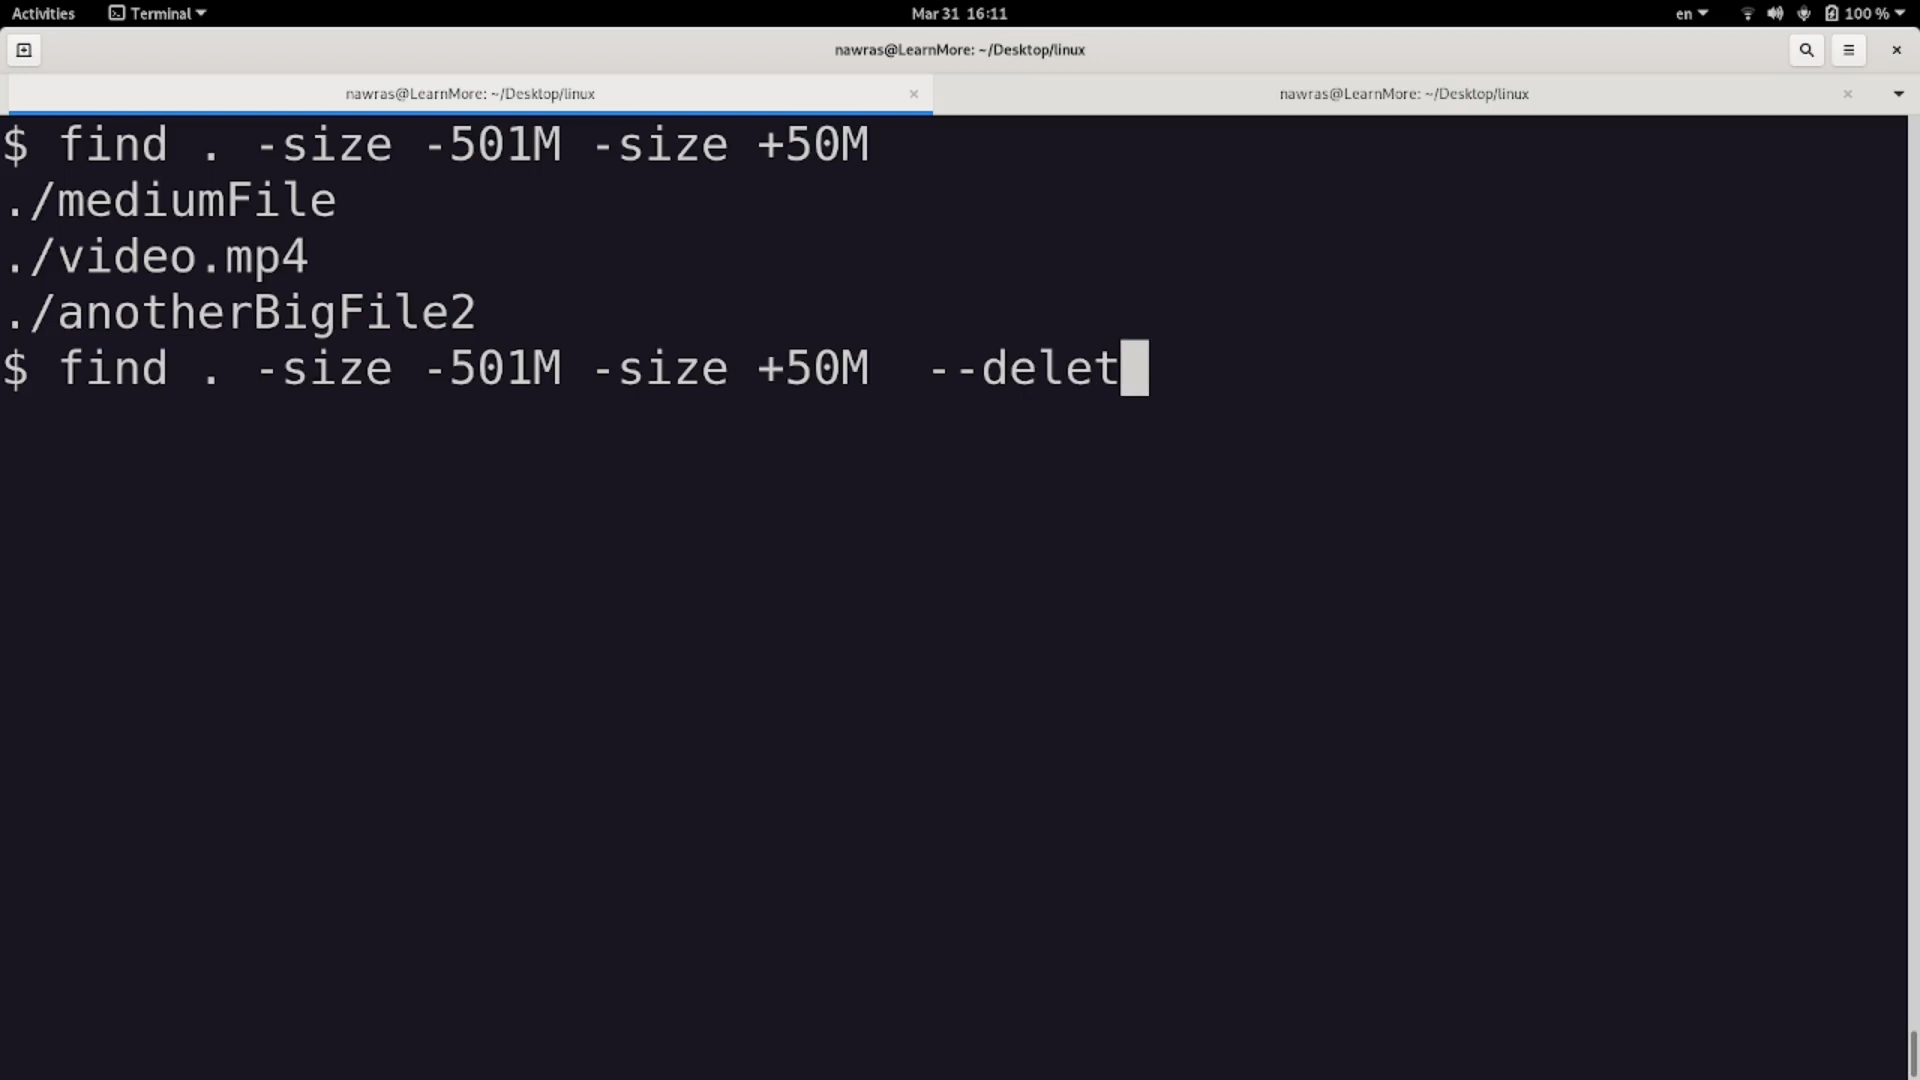 Activities Terminal Mar 31 16:11 en 100 %
nawras@LearnMore: ~/Desktop/linux
nawras@LearnMore: ~/Desktop/linux nawras@LearnMore: ~/Desktop/linux
$ find . -size -501M -size +50M
./mediumFile
./video.mp4
./anotherBigFile2
$ find . -size -501M -size +50M  --delet